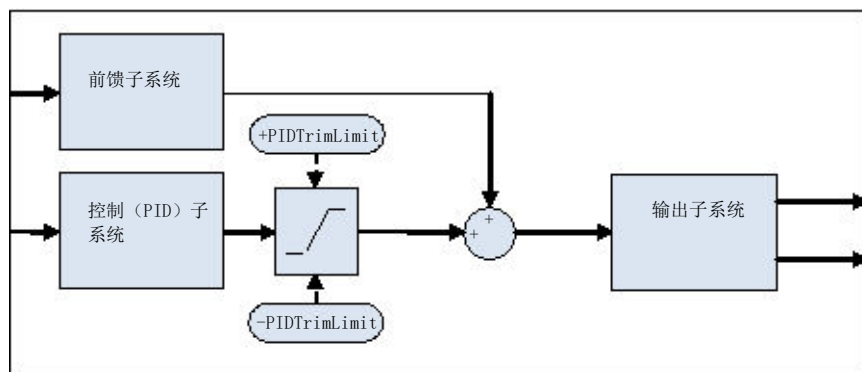 前馈子系统
+PIDTrimLimit
控制（PID）子
系统
+
+
输出子系统
−PIDTrimLimit